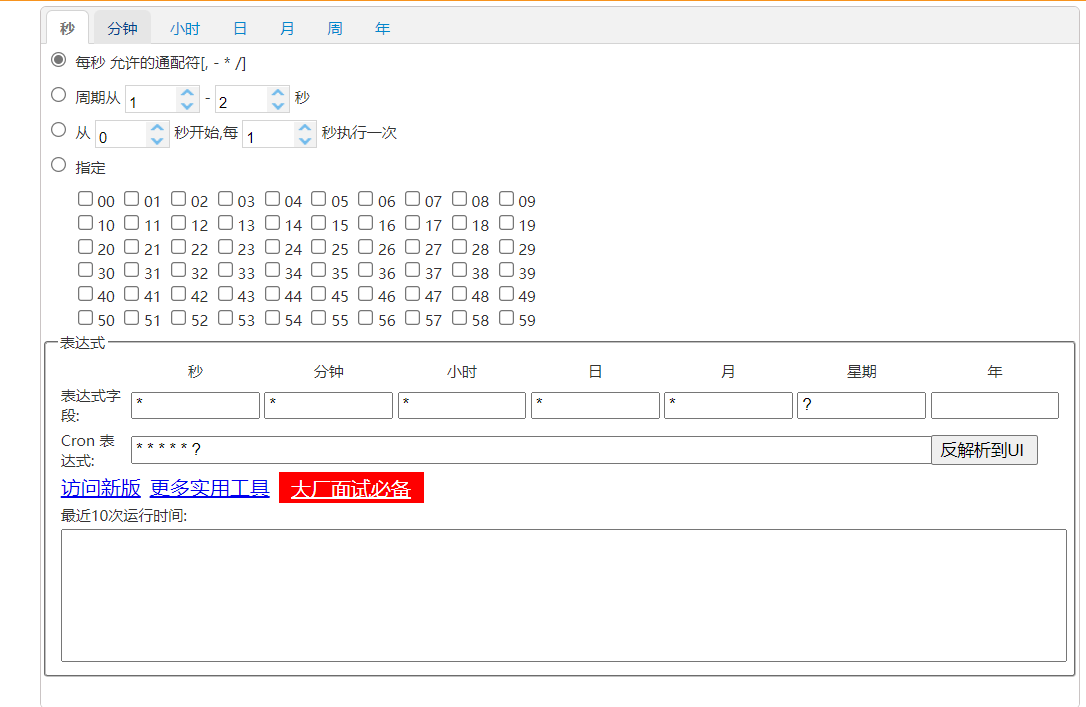 秒 分钟 小时 日 月 周 年
每秒 允许的通配符[, - * /]
周期从 1 - 2 秒
从 0 秒开始,每 1 秒执行一次
指定
00 01 02 03 04 05 06 07 08 09
10 11 12 13 14 15 16 17 18 19
20 21 22 23 24 25 26 27 28 29
30 31 32 33 34 35 36 37 38 39
40 41 42 43 44 45 46 47 48 49
50 51 52 53 54 55 56 57 58 59
表达式
秒 分钟 小时 日 月 星期 年
表达式字段: * * * * * ?
Cron 表达式: * * * * * ? 反解析到UI
访问新版 更多实用工具 大厂面试必备
最近10次运行时间: